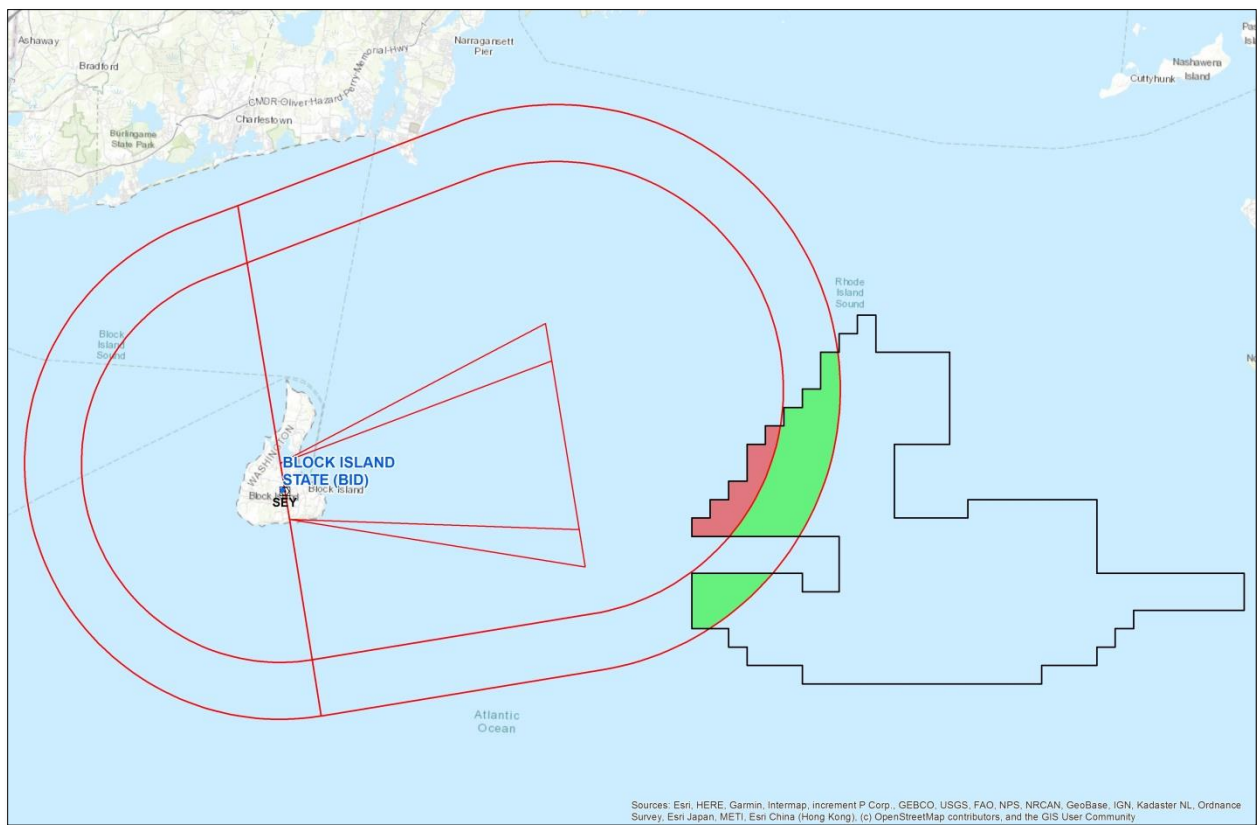 Ashaway
Bradford
Narragansett
Pier
CMDR-Oliver-Hazard-Perry-Memorial-Hwy
Charlestown
Burlingame
State Park
Cuttyhunk
Nashawena
Island
Rhode
Island
Sound
Block
Island
Sound
WASHINGTON
BLOCK ISLAND
STATE (BID)
Block Island
SEY
Atlantic
Ocean
Sources: Esri, HERE, Garmin, Intermap, increment P Corp., GEBCO, USGS, FAO, NPS, NRCAN, GeoBase, IGN, Kadaster NL, Ordnance
Survey, Esri Japan, METI, Esri China (Hong Kong), (c) OpenStreetMap contributors, and the GIS User Community